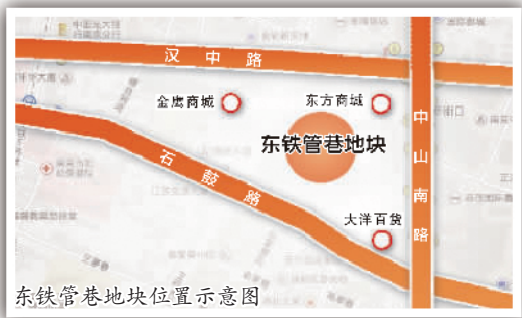 汉中路
金鹰商城
东方商城
东铁管巷地块
中山南路
石鼓路
大洋百货
东铁管巷地块位置示意图